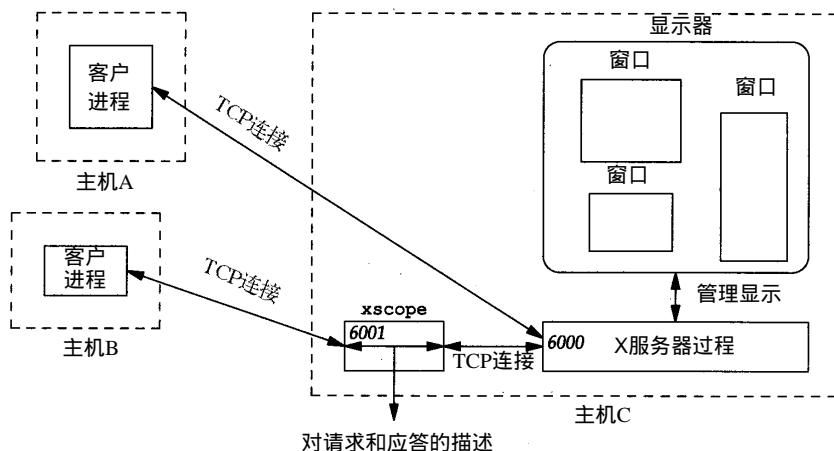 显示器
窗口
窗口
窗口
客户
进程
TCP连接
主机A
客户
进程
TCP连接
主机B
管理显示
xscope
6001
TCP连接
6000
X服务器过程
主机C
对请求和应答的描述